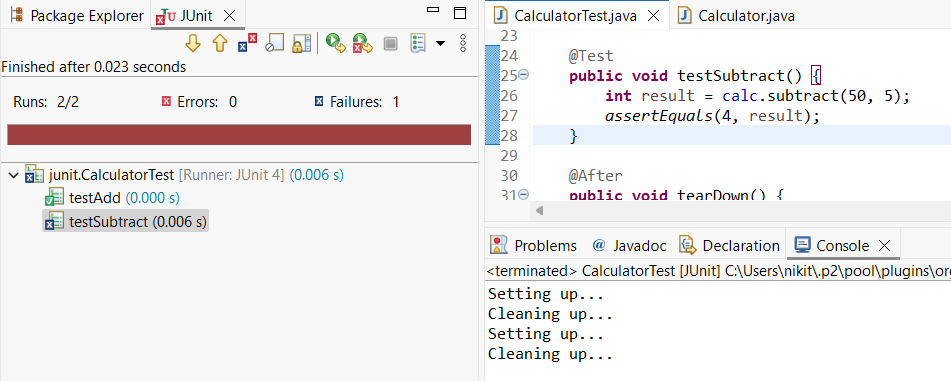 Package Explorer
JUnit
Finished after 0.023 seconds
Runs: 2/2
Errors: 0
Failures: 1
junit.CalculatorTest [Runner: JUnit 4] (0.006 s)
testAdd (0.000 s)
testSubtract (0.006 s)
CalculatorTest.java
Calculator.java
23
24 @Test
25 public void testSubtract() {
26 int result = calc.subtract(50, 5);
27 assertEquals(4, result);
28 }
29
30 @After
31 public void tearDown() {
Problems
Javadoc
Declaration
Console
<terminated> CalculatorTest [JUnit] C:\Users\nikit\.p2\pool\plugins\org
Setting up...
Cleaning up...
Setting up...
Cleaning up...